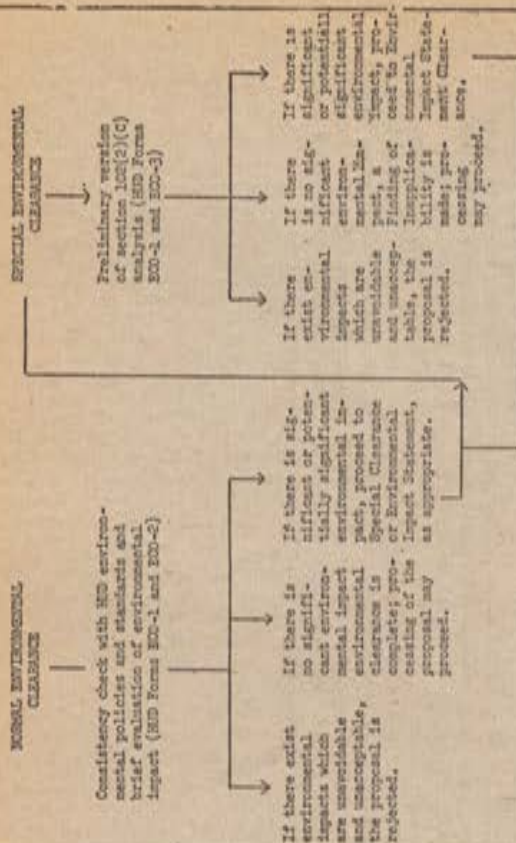 NORMAL ENVIRONMENTAL
CLEARANCE
Consistency check with HUD environ-
mental policies and standards and
brief evaluation of environmental
impact (HUD Forms ECO-1 and ECO-2)
If there exist
environmental
impacts which
are unavoidable
and unacceptable,
the proposal is
rejected.
If there is
no signifi-
cant environ-
mental impact
environmental
clearance is
complete; pro-
cessing of the
proposal may
proceed.
If there is sig-
nificant or poten-
tially significant
environmental im-
pact, proceed to
Special Clearance
or Environmental
Impact Statement,
as appropriate.
SPECIAL ENVIRONMENTAL
CLEARANCE
Preliminary version
of section 102(2)(C)
analysis (HUD Forms
ECO-1 and ECO-3)
If there
exist en-
vironmental
impacts
which are
unavoidable
and unaccep-
table, the
proposal is
rejected.
If there
is no sig-
nificant
environ-
mental im-
pact, a
Finding of
Inapplica-
bility is
made; pro-
cessing
may proceed.
If there is
significant
or potentially
significant
environmental
impact, pro-
ceed to Envir-
onmental
Impact State-
ment Clear-
ance.